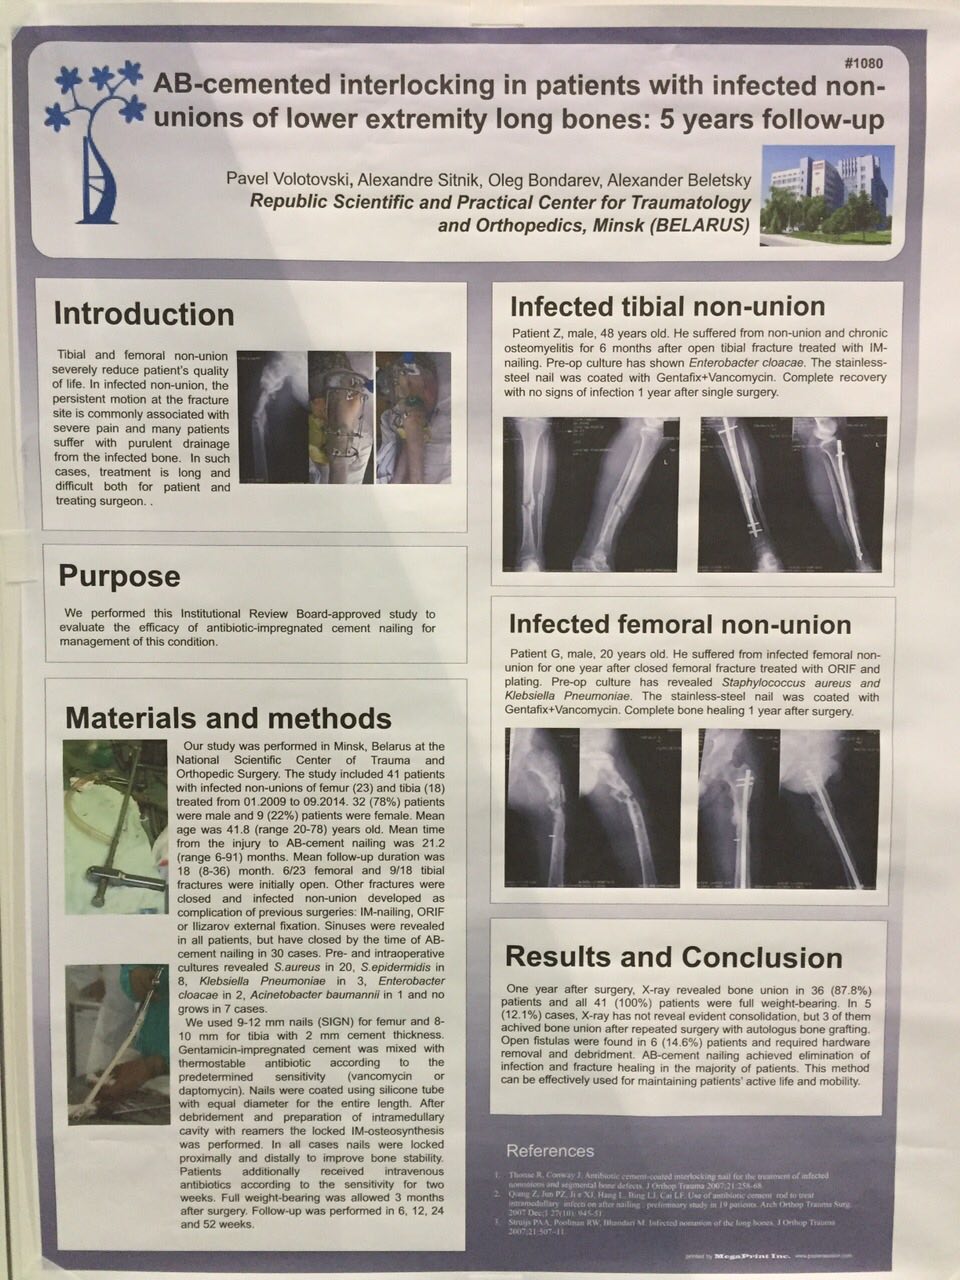 #1080
AB-cemented interlocking in patients with infected non-
unions of lower extremity long bones: 5 years follow-up
Pavel Volotovski, Alexandre Sitnik, Oleg Bondarev, Alexander Beletsky
Republic Scientific and Practical Center for Traumatology
and Orthopedics, Minsk (BELARUS)
Introduction
Tibial and femoral non-union
severely reduce patient's quality
of life. In infected non-union, the
persistent motion at the fracture
site is commonly associated with
severe pain and many patients
suffer with purulent drainage
from the infected bone. In such
cases, treatment is long and
difficult both for patient and
treating surgeon. .
Purpose
We performed this Institutional Review Board-approved study to
evaluate the efficacy of antibiotic-impregnated cement nailing for
management of this condition.
Materials and methods
Our study was performed in Minsk, Belarus at the
National Scientific Center of Trauma and
Orthopedic Surgery. The study included 41 patients
with infected non-unions of femur (23) and tibia (18)
treated from 01.2009 to 09.2014. 32 (78%) patients
were male and 9 (22%) patients were female. Mean
age was 41.8 (range 20-78) years old. Mean time
from the injury to AB-cement nailing was 21.2
(range 6-91) months. Mean follow-up duration was
18 (8-36) month. 6/23 femoral and 9/18 tibial
fractures were initially open. Other fractures were
closed and infected non-union developed as
complication of previous surgeries: IM-nailing, ORIF
or Ilizarov external fixation. Sinuses were revealed
in all patients, but have closed by the time of AB-
cement nailing in 30 cases. Pre- and intraoperative
cultures revealed S.aureus in 20, S.epidermidis in
8, Klebsiella Pneumoniae in 3, Enterobacter
cloacae in 2, Acinetobacter baumannii in 1 and no
grows in 7 cases.
We used 9-12 mm nails (SIGN) for femur and 8-
10 mm for tibia with 2 mm cement thickness.
Gentamicin-impregnated cement was mixed with
thermostable antibiotic according to the
predetermined sensitivity (vancomycin or
daptomycin). Nails were coated using silicone tube
with equal diameter for the entire length. After
debridement and preparation of intramedullary
cavity with reamers the locked IM-osteosynthesis
was performed. In all cases nails were locked
proximally and distally to improve bone stability.
Patients additionally received intravenous
antibiotics according to the sensitivity for two
weeks. Full weight-bearing was allowed 3 months
after surgery. Follow-up was performed in 6, 12, 24
and 52 weeks.
Infected tibial non-union
Patient Z, male, 48 years old. He suffered from non-union and chronic
osteomyelitis for 6 months after open tibial fracture treated with IM-
nailing. Pre-op culture has shown Enterobacter cloacae. The stainless-
steel nail was coated with Gentafix+Vancomycin. Complete recovery
with no signs of infection 1 year after single surgery.
L
L
Infected femoral non-union
Patient G, male, 20 years old. He suffered from infected femoral non-
union for one year after closed femoral fracture treated with ORIF and
plating. Pre-op culture has revealed Staphylococcus aureus and
Klebsiella Pneumoniae. The stainless-steel nail was coated with
Gentafix+Vancomycin. Complete bone healing 1 year after surgery.
Results and Conclusion
One year after surgery, X-ray revealed bone union in 36 (87.8%)
patients and all 41 (100%) patients were full weight-bearing. In 5
(12.1%) cases, X-ray has not reveal evident consolidation, but 3 of them
achived bone union after repeated surgery with autologus bone grafting.
Open fistulas were found in 6 (14.6%) patients and required hardware
removal and debridment. AB-cement nailing achieved elimination of
infection and fracture healing in the majority of patients. This method
can be effectively used for maintaining patients' active life and mobility.
References
1. Thonse R, Conway J. Antibiotic cement-coated interlocking nail for the treatment of infected
nonunions and segmental bone defects. J Orthop Trauma 2007;21:258-68.
2. Qiang Z, Jun PZ, Ji e XJ, Hang L, Bing LJ, Cai LF. Use of antibiotic cement rod to treat
intramedullary infecti on after nailing : preliminary study in 19 patients. Arch Orthop Trauma Surg.
2007 Dec;1 27(10): 945-51
3. Struijs PAA, Poolman RW, Bhandari M. Infected nonunion of the long bones. J Orthop Trauma
2007;21:507–11.
printed by MegaPrint Inc. www.postersession.com